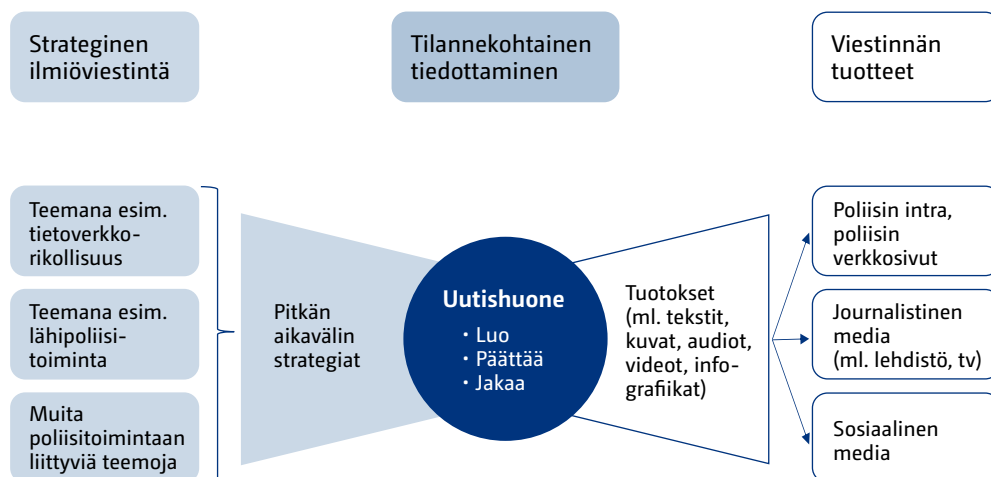 Strateginen
ilmiöviestintä
Tilannekohtainen
tiedottaminen
Viestinnän
tuotteet
Teemana esim.
tietoverkko-
rikollisuus
Teemana esim.
lähipoliisi-
toiminta
Muita
poliisitoimintaan
liittyviä teemoja
Pitkän
aikavälin
strategiat
Uutishuone
• Luo
• Päättää
• Jakaa
Tuotokset
(ml. tekstit,
kuvat, audiot,
videot, info-
grafiikat)
Poliisin intra,
poliisin
verkkosivut
Journalistinen
media
(ml. lehdistö, tv)
Sosiaalinen
media